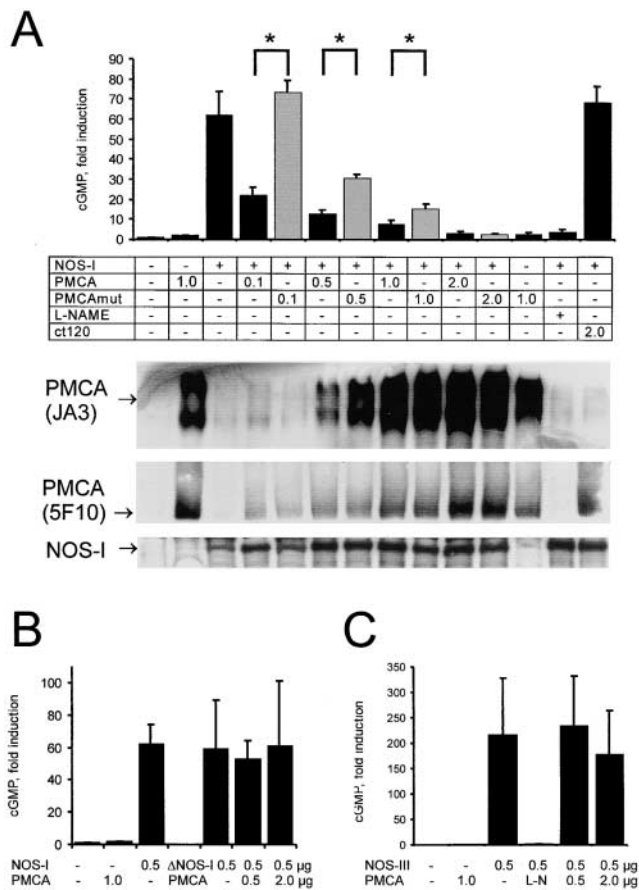 A
* * *
cGMP, fold induction
90
80
70
60
50
40
30
20
10
0
NOS-I - - + + + + + + + + + - + +
PMCA - 1.0 - 0.1 - 0.5 - 1.0 - 2.0 - - - -
PMCAmut - - - - 0.1 - 0.5 - 1.0 - 2.0 1.0 - -
L-NAME - - - - - - - - - - - - + -
ct120 - - - - - - - - - - - - - 2.0
PMCA
(JA3)
PMCA
(5F10)
NOS-I
B
cGMP, fold induction
100
80
60
40
20
0
NOS-I - - 0.5 ΔNOS-I 0.5 0.5 0.5 µg
PMCA - 1.0 - PMCA - 0.5 2.0 µg
C
cGMP, fold induction
350
300
250
200
150
100
50
0
NOS-III - - 0.5 0.5 0.5 0.5 µg
PMCA - 1.0 - L-N 0.5 2.0 µg